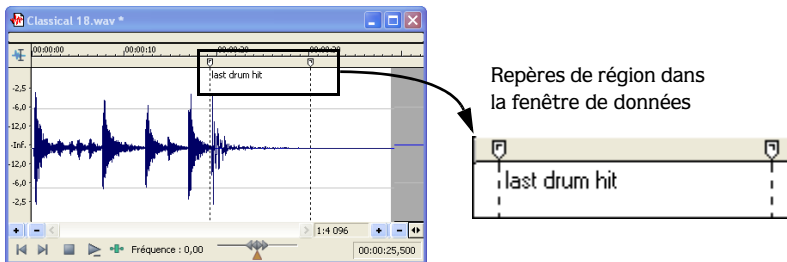 Classical 18.wav *
,00:00:00 ,00:00:10 ,00:00:20 ,00:00:30
last drum hit
-2,5
-6,0
-12,0
-Inf.
-12,0
-6,0
-2,5
1:4 096
Fréquence : 0,00
00:00:25,500
Repères de région dans
la fenêtre de données
last drum hit